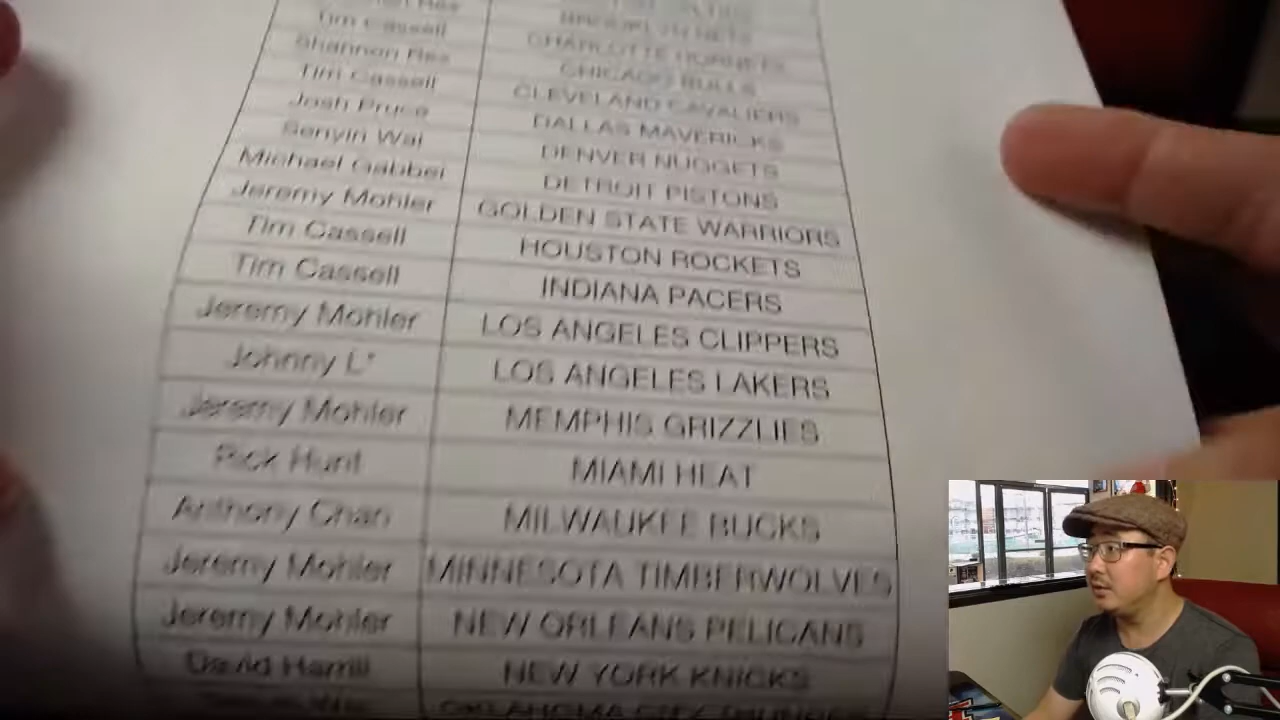 BROOKLYN NETS
Tim Cassell CHARLOTTE HORNETS
Shannon Res CHICAGO BULLS
Tim Cassell CLEVELAND CAVALIERS
Josh Pruce DALLAS MAVERICKS
Senyin Wai DENVER NUGGETS
Michael Gabbei DETROIT PISTONS
Jeremy Mohler GOLDEN STATE WARRIORS
Tim Cassell HOUSTON ROCKETS
Tim Cassell INDIANA PACERS
Jeremy Mohler LOS ANGELES CLIPPERS
Johnny L* LOS ANGELES LAKERS
Jeremy Mohler MEMPHIS GRIZZLIES
Rick Hunt MIAMI HEAT
Anthony Chan MILWAUKEE BUCKS
Jeremy Mohler MINNESOTA TIMBERWOLVES
Jeremy Mohler NEW ORLEANS PELICANS
David NEW YORK KNICKS
OKLAHOMA CITY THUNDER